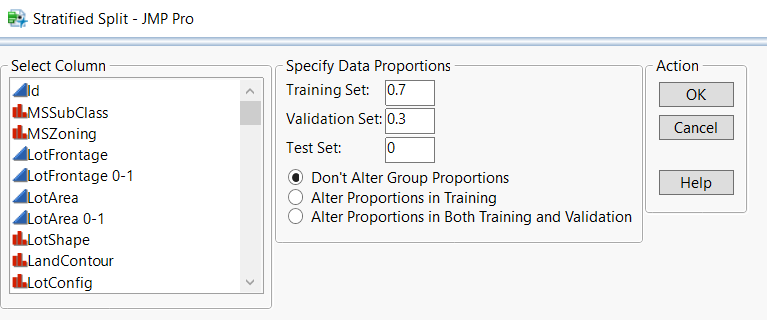 Stratified Split - JMP Pro
Select Column
Id
MSSubClass
MSZoning
LotFrontage
LotFrontage 0-1
LotArea
LotArea 0-1
LotShape
LandContour
LotConfig
Specify Data Proportions
Training Set: 0.7
Validation Set: 0.3
Test Set: 0
Don't Alter Group Proportions
Alter Proportions in Training
Alter Proportions in Both Training and Validation
Action
OK
Cancel
Help